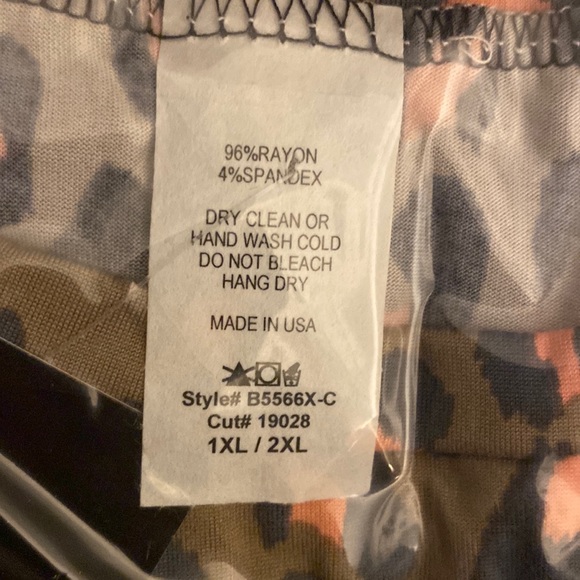 96%RAYON
4%SPANDEX
DRY CLEAN OR
HAND WASH COLD
DO NOT BLEACH
HANG DRY
MADE IN USA
Style# B5566X-C
Cut# 19028
1XL / 2XL